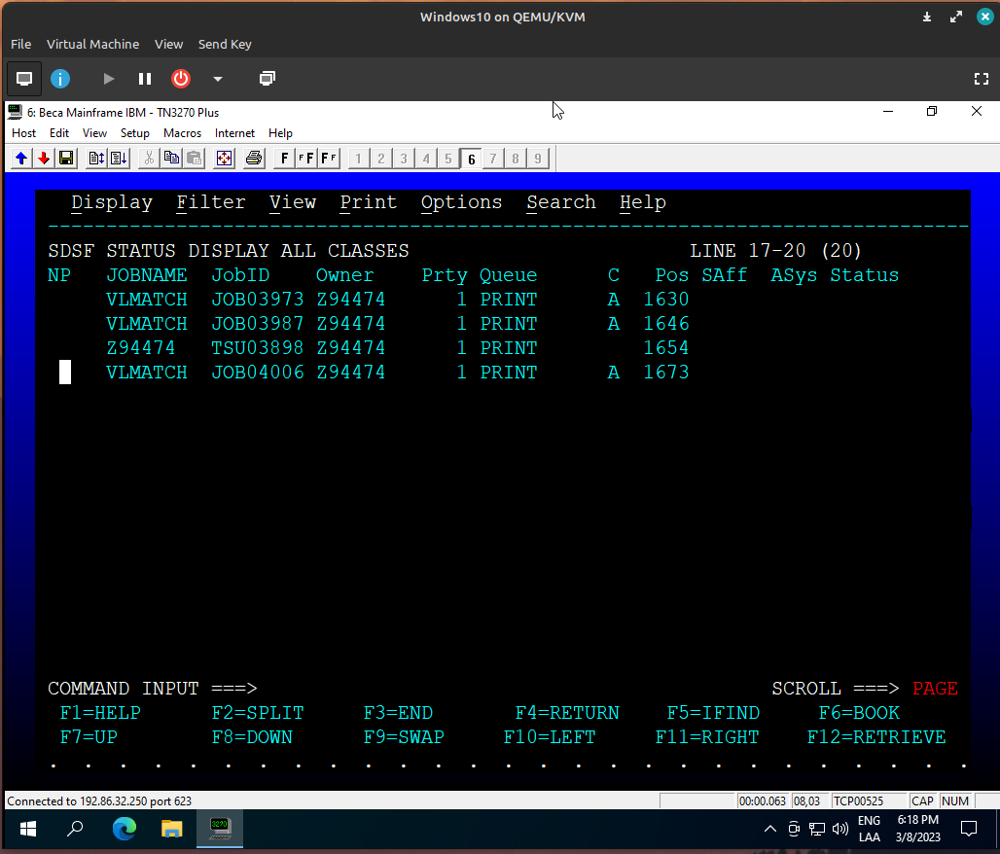 Windows10 on QEMU/KVM
File Virtual Machine View Send Key
6: Beca Mainframe IBM - TN3270 Plus
Host Edit View Setup Macros Internet Help
F FF FF 1 2 3 4 5 6 7 8 9
Display Filter View Print Options Search Help
-------------------------------------------------------------------------------
SDSF STATUS DISPLAY ALL CLASSES LINE 17-20 (20)
NP JOBNAME JobID Owner Prty Queue C Pos SAff ASys Status
VLMATCH JOB03973 Z94474 1 PRINT A 1630
VLMATCH JOB03987 Z94474 1 PRINT A 1646
Z94474 TSU03898 Z94474 1 PRINT 1654
VLMATCH JOB04006 Z94474 1 PRINT A 1673
COMMAND INPUT ===> SCROLL ===> PAGE
F1=HELP F2=SPLIT F3=END F4=RETURN F5=IFIND F6=BOOK
F7=UP F8=DOWN F9=SWAP F10=LEFT F11=RIGHT F12=RETRIEVE
. . . . . . . . . . . . . . . . . . . . . . . . . . .
Connected to 192.86.32.250 port 623 00:00.063 08,03 TCP00525 CAP NUM
3270 ENG 6:18 PM
LAA 3/8/2023